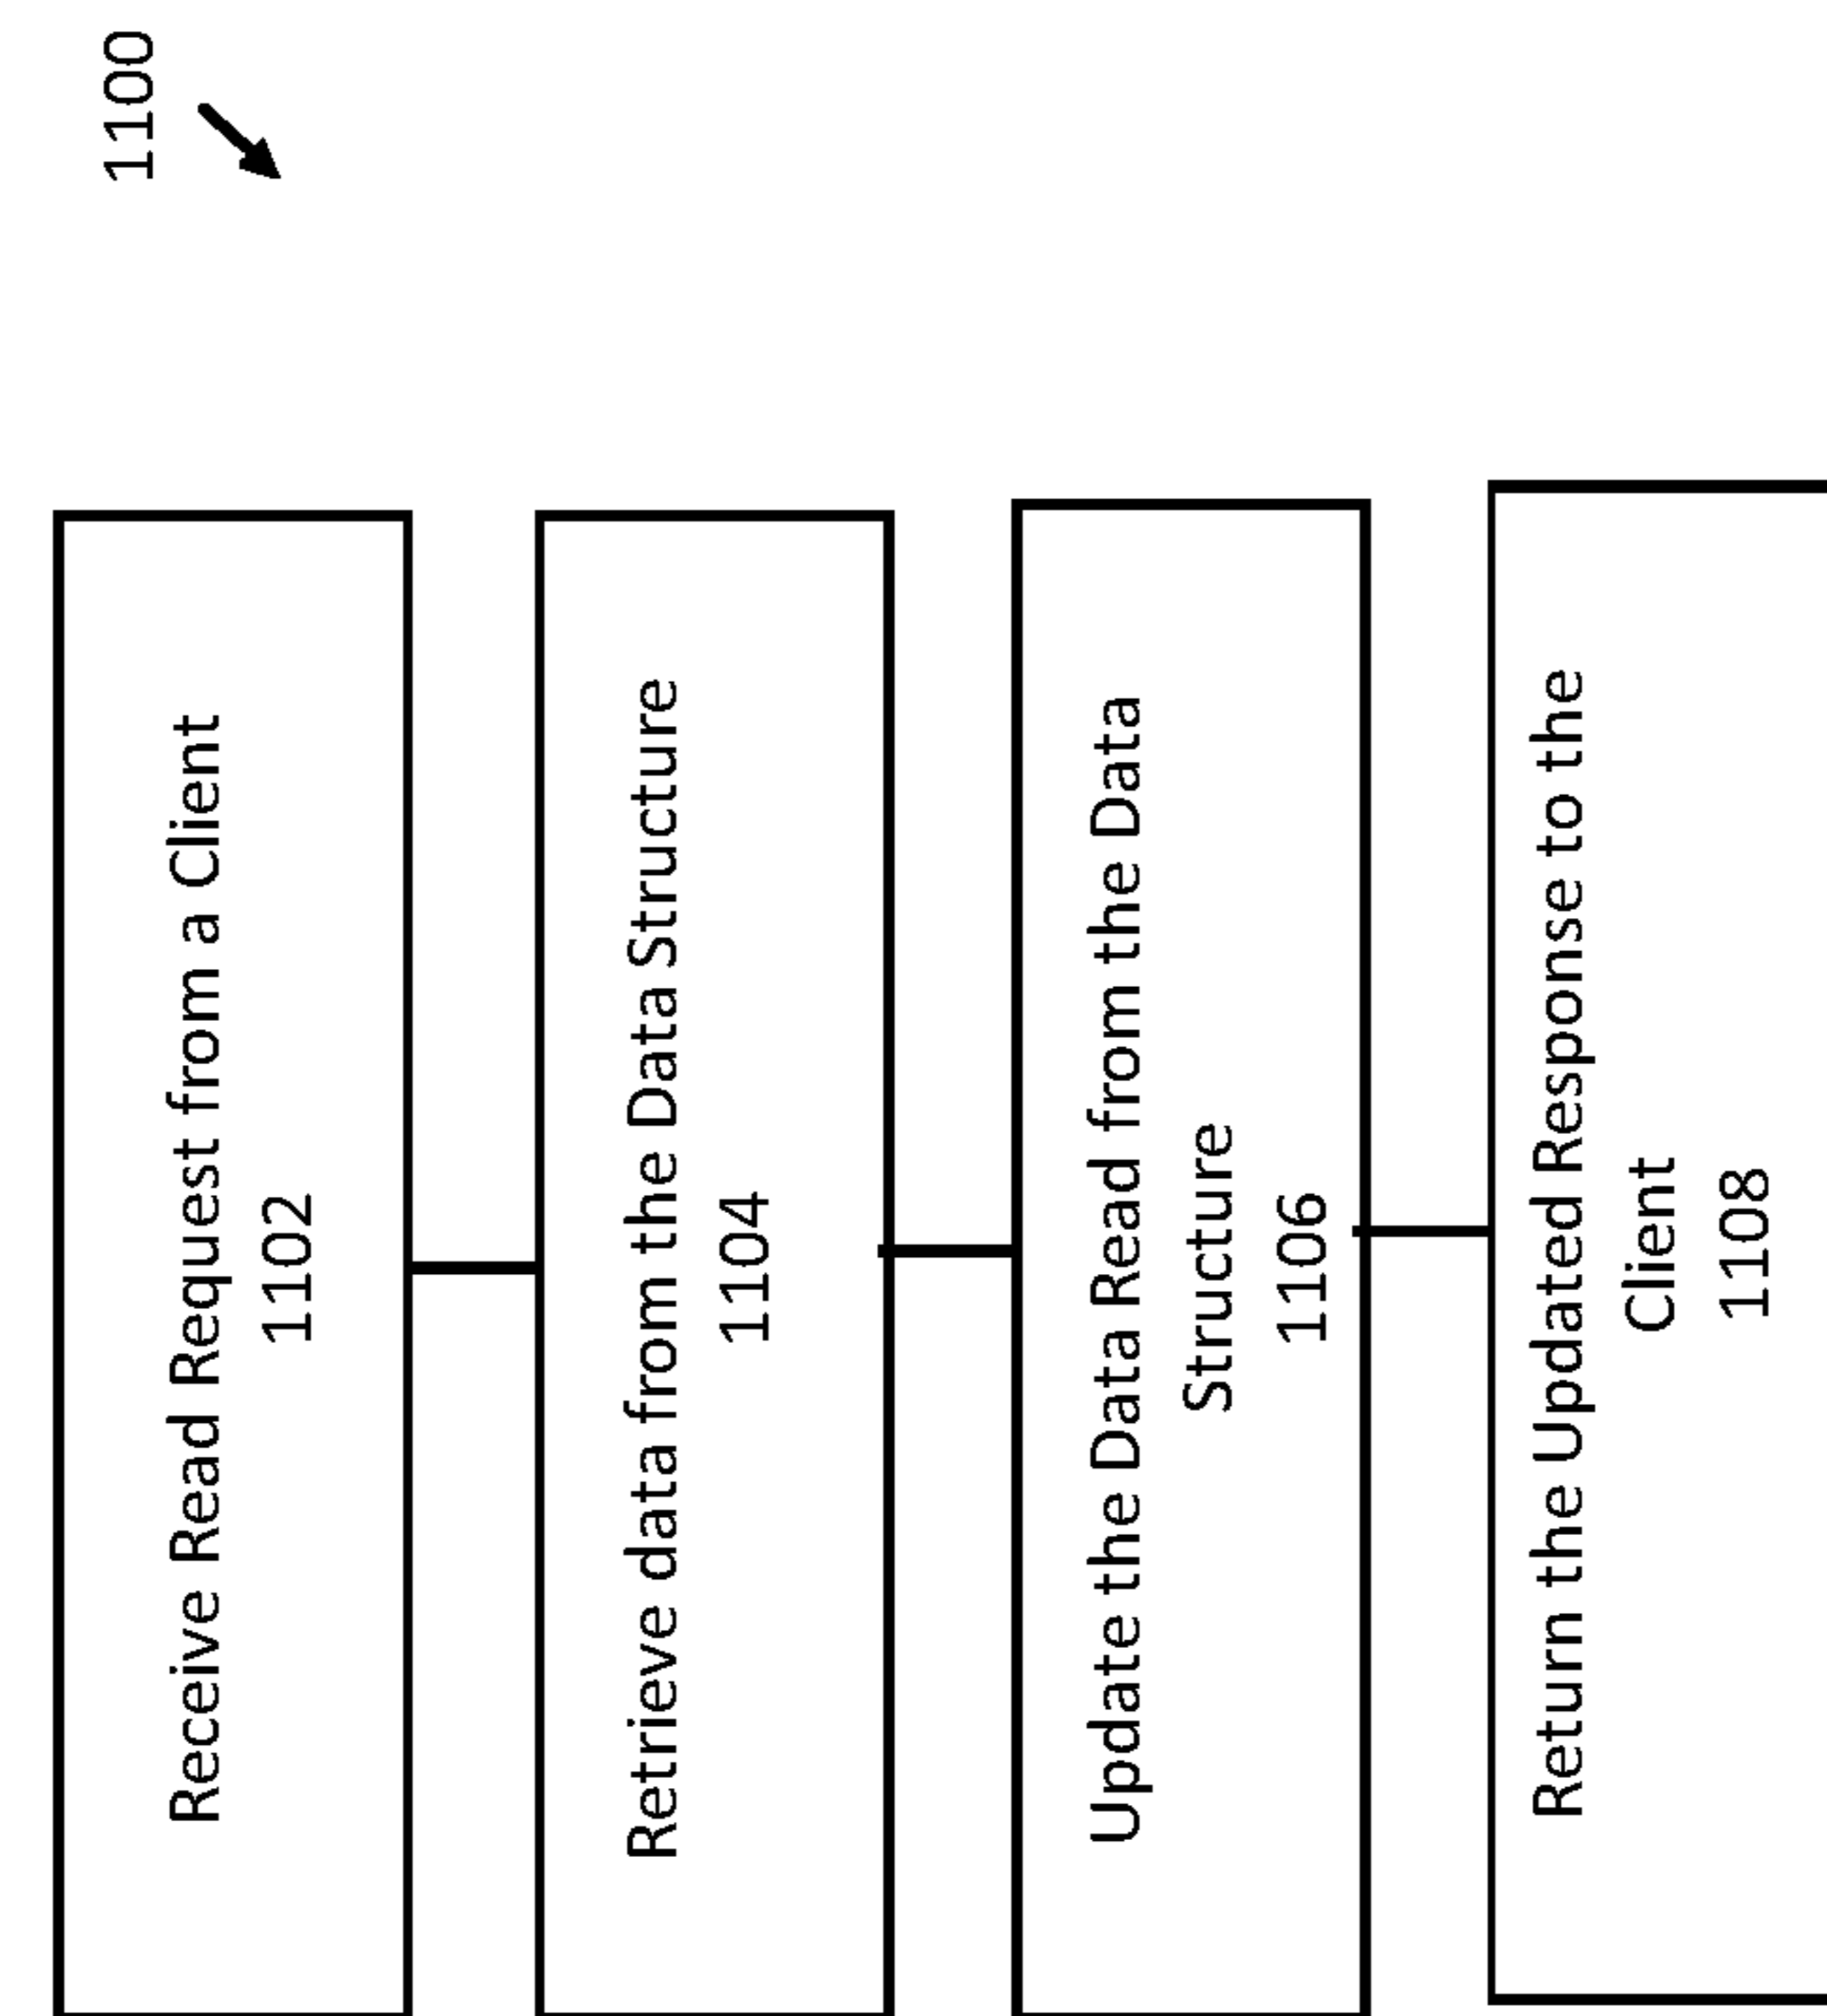 1100
Receive Read Request from a Client
1102
Retrieve data from the Data Structure
1104
Update the Data Read from the Data
Structure
1106
Return the Updated Response to the
Client
1108